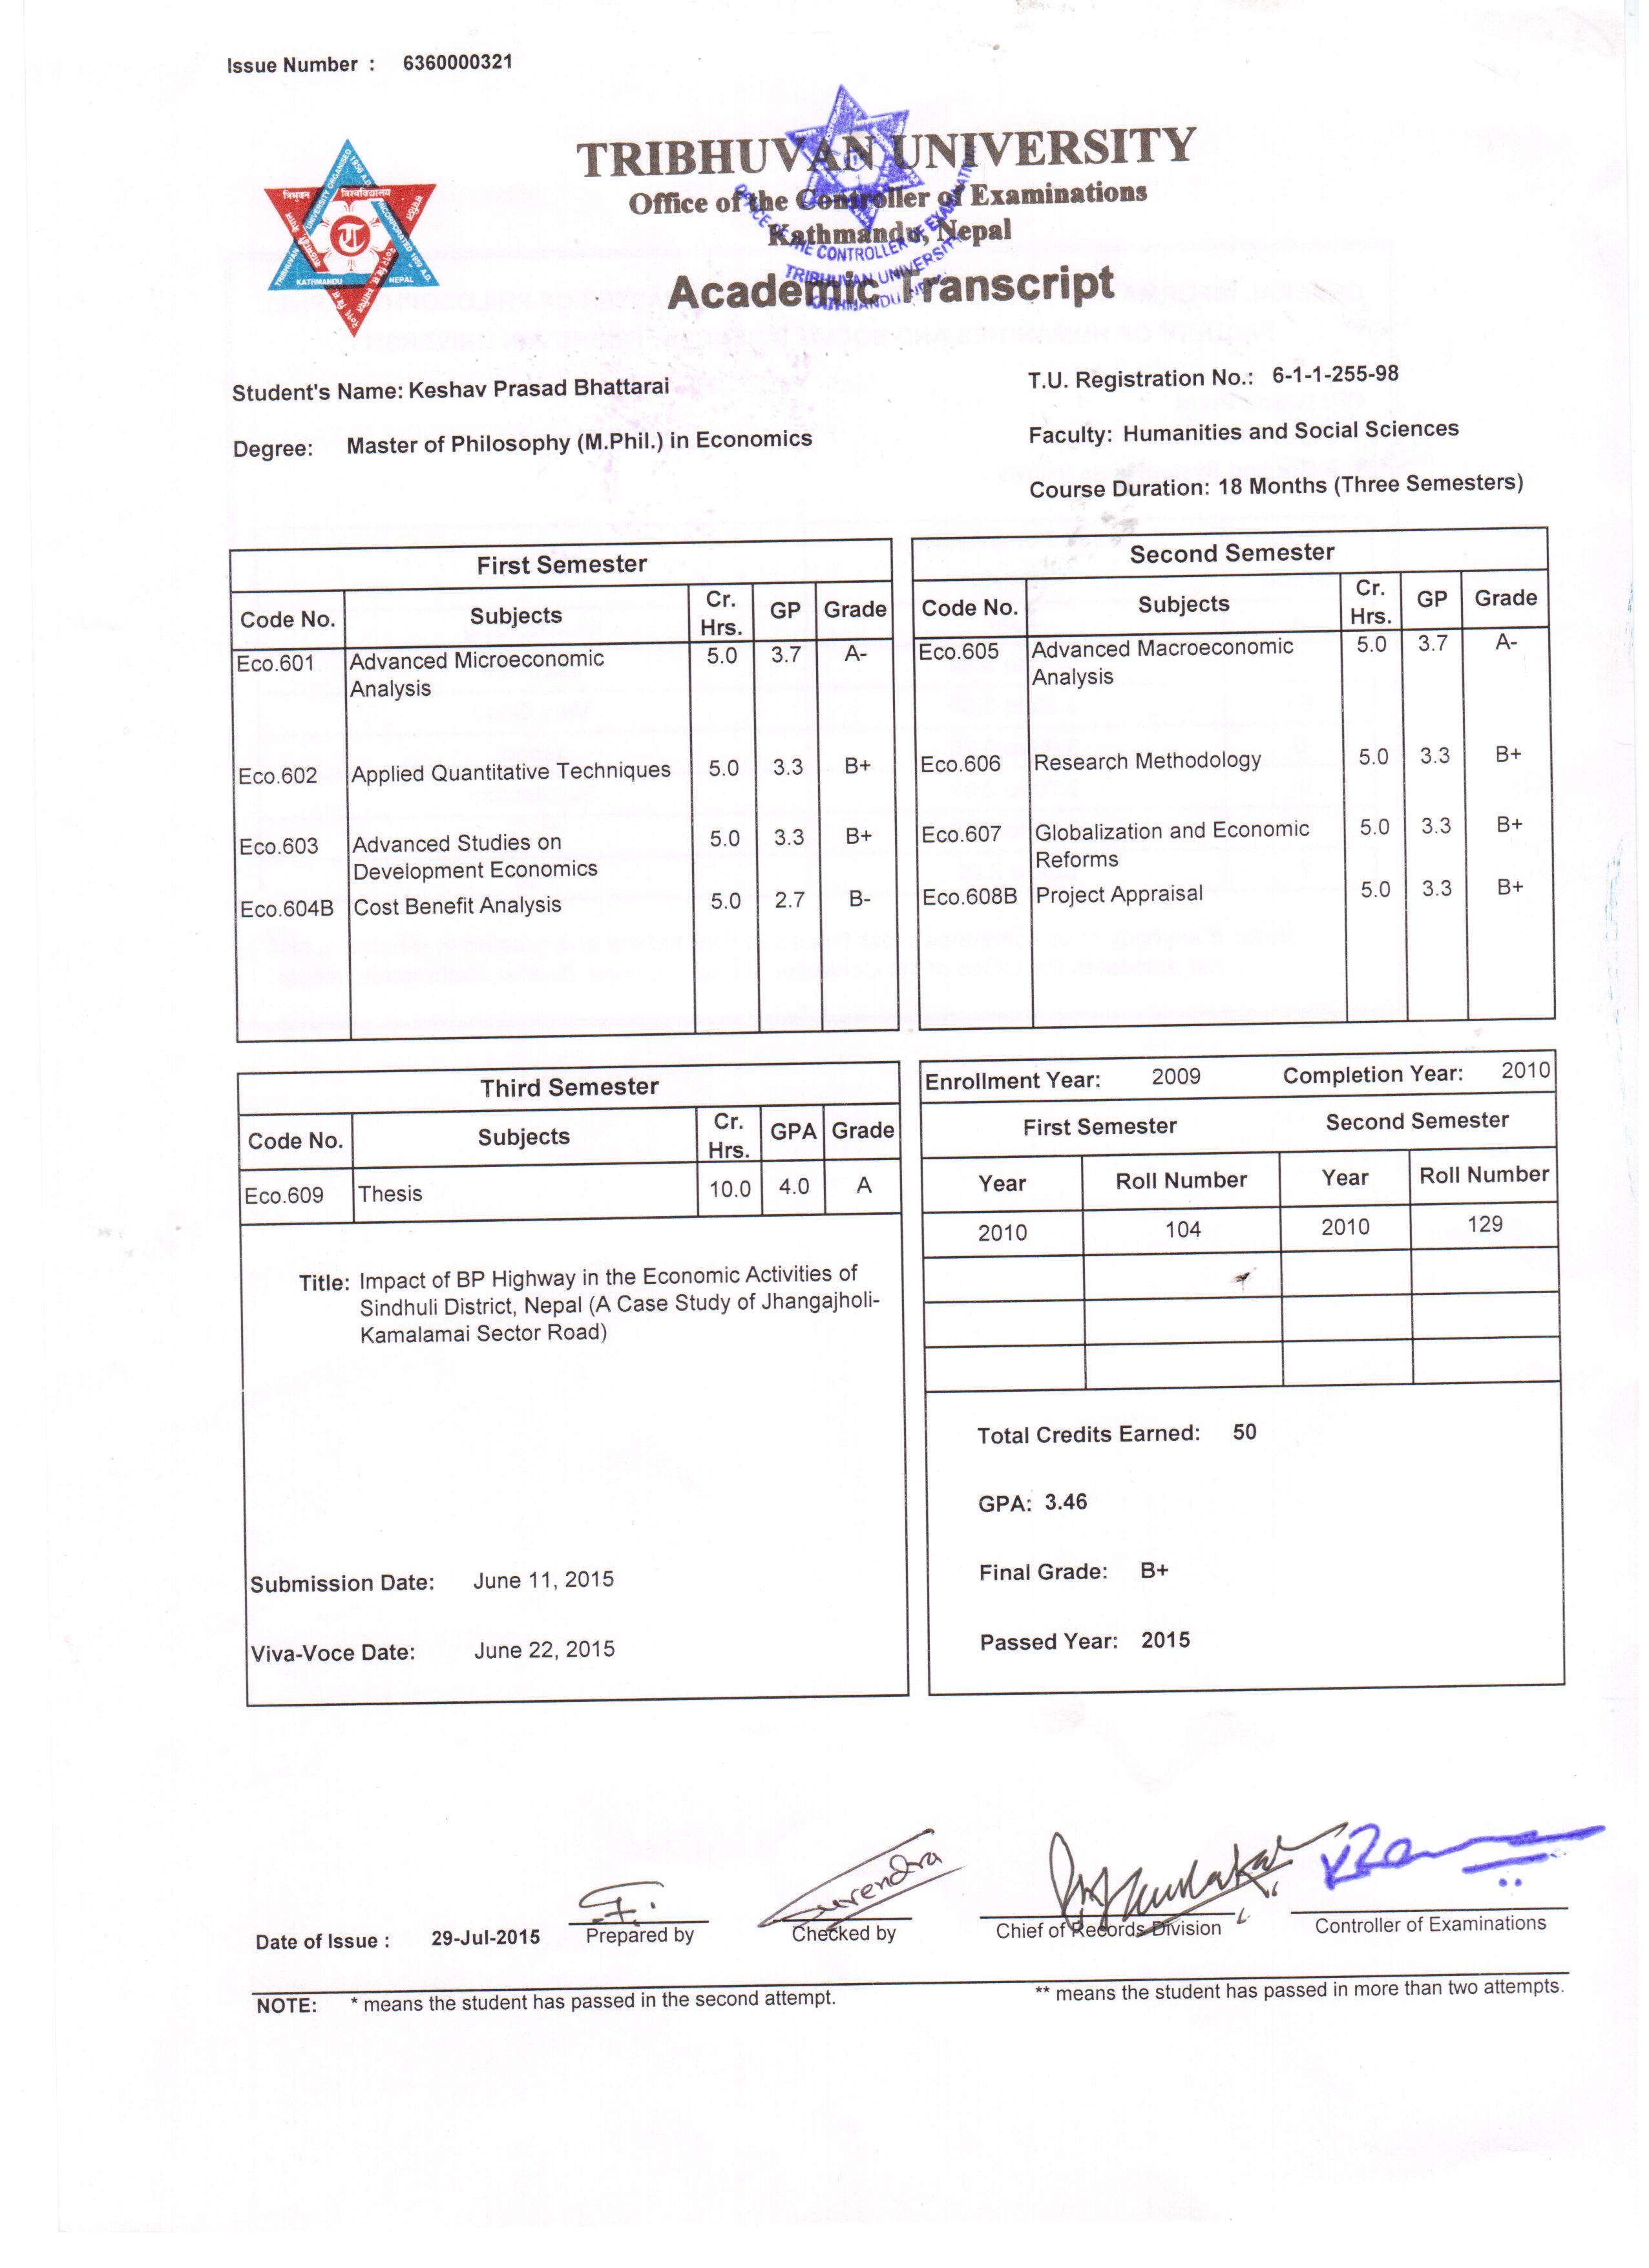 Issue Number : 6360000321
त्रिभुवन विश्वविद्यालय
UNIVERSITY ORGANISED 1956 A.D.
INCORPORATED 1959 A.D.
TRIBHUVAN
KATHMANDU NEPAL
TRIBHUVAN UNIVERSITY
Office of the Controller of Examinations
Kathmandu, Nepal
Academic Transcript
OFFICE OF THE CONTROLLER OF EXAMINATION
TRIBHUVAN UNIVERSITY
KATHMANDU
Student's Name: Keshav Prasad Bhattarai
T.U. Registration No.: 6-1-1-255-98
Degree: Master of Philosophy (M.Phil.) in Economics
Faculty: Humanities and Social Sciences
Course Duration: 18 Months (Three Semesters)
First Semester
Code No. Subjects Cr. Hrs. GP Grade
Eco.601 Advanced Microeconomic 5.0 3.7 A-
Analysis
Eco.602 Applied Quantitative Techniques 5.0 3.3 B+
Eco.603 Advanced Studies on 5.0 3.3 B+
Development Economics
Eco.604B Cost Benefit Analysis 5.0 2.7 B-
Second Semester
Code No. Subjects Cr. Hrs. GP Grade
Eco.605 Advanced Macroeconomic 5.0 3.7 A-
Analysis
Eco.606 Research Methodology 5.0 3.3 B+
Eco.607 Globalization and Economic 5.0 3.3 B+
Reforms
Eco.608B Project Appraisal 5.0 3.3 B+
Third Semester
Code No. Subjects Cr. Hrs. GPA Grade
Eco.609 Thesis 10.0 4.0 A
Title: Impact of BP Highway in the Economic Activities of
Sindhuli District, Nepal (A Case Study of Jhangajholi-
Kamalamai Sector Road)
Submission Date: June 11, 2015
Viva-Voce Date: June 22, 2015
Enrollment Year: 2009 Completion Year: 2010
First Semester Second Semester
Year Roll Number Year Roll Number
2010 104 2010 129
Total Credits Earned: 50
GPA: 3.46
Final Grade: B+
Passed Year: 2015
Surendra
Date of Issue : 29-Jul-2015 Prepared by Checked by Chief of Records Division Controller of Examinations
NOTE: * means the student has passed in the second attempt. ** means the student has passed in more than two attempts.